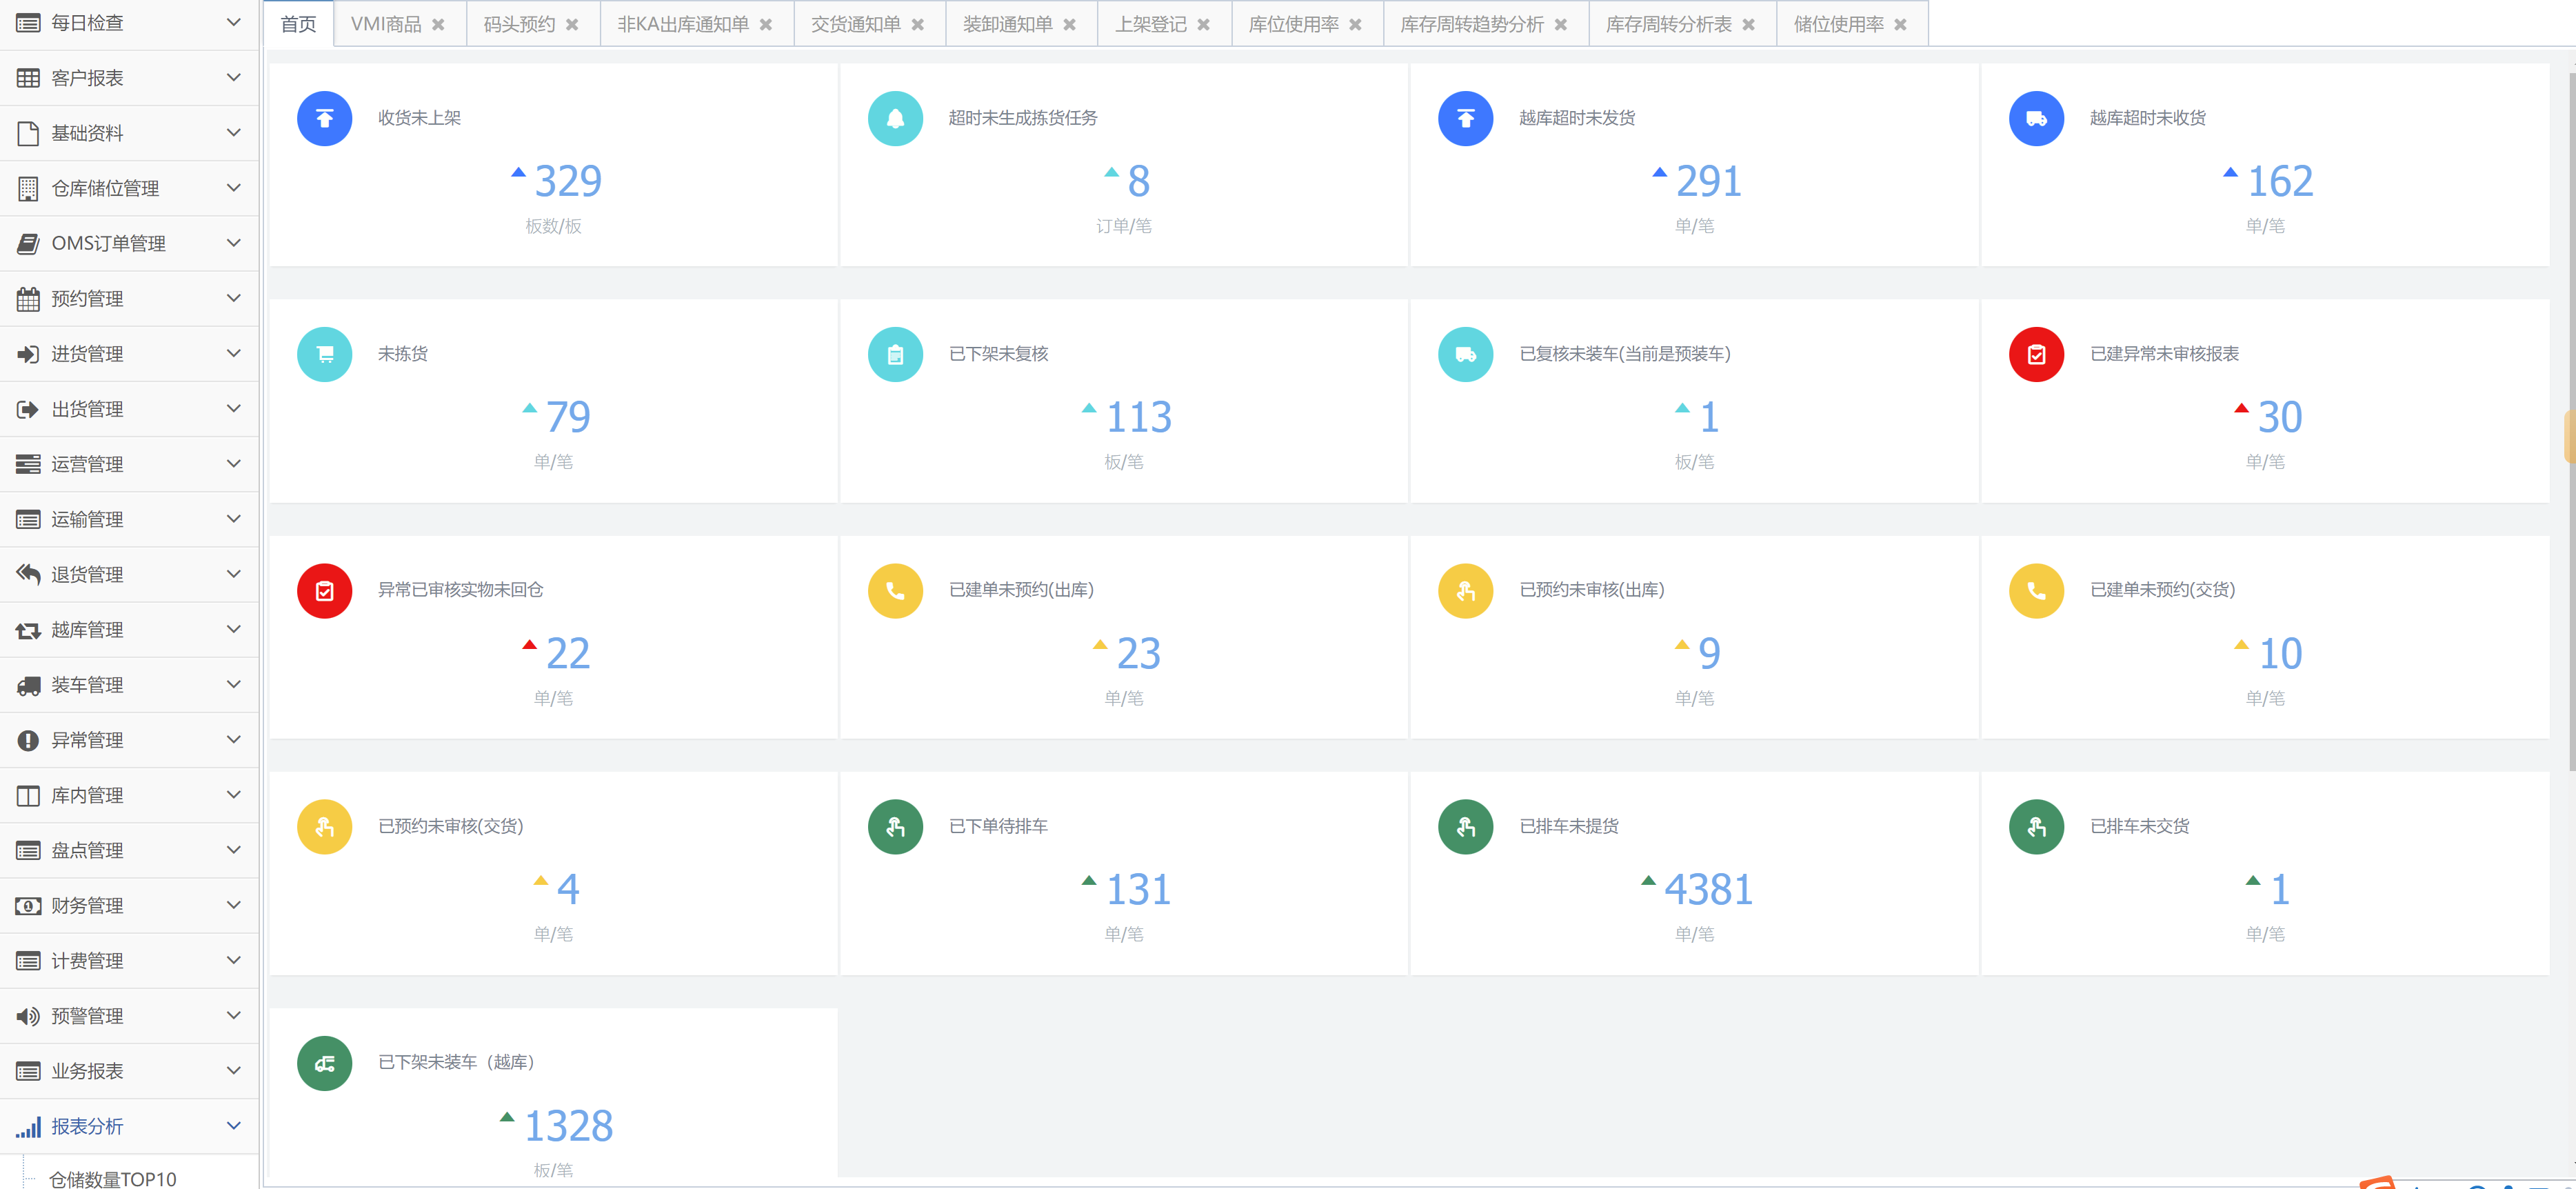 每日检查
客户报表
基础资料
仓库储位管理
OMS订单管理
预约管理
进货管理
出货管理
运营管理
运输管理
退货管理
越库管理
装车管理
异常管理
库内管理
盘点管理
财务管理
计费管理
预警管理
业务报表
报表分析
仓储数量TOP10
首页 VMI商品 码头预约 非KA出库通知单 交货通知单 装卸通知单 上架登记 库位使用率 库存周转趋势分析 库存周转分析表 储位使用率
收货未上架
329
板数/板
超时未生成拣货任务
8
订单/笔
越库超时未发货
291
单/笔
越库超时未收货
162
单/笔
未拣货
79
单/笔
已下架未复核
113
板/笔
已复核未装车(当前是预装车)
1
板/笔
已建异常未审核报表
30
单/笔
异常已审核实物未回仓
22
单/笔
已建单未预约(出库)
23
单/笔
已预约未审核(出库)
9
单/笔
已建单未预约(交货)
10
单/笔
已预约未审核(交货)
4
单/笔
已下单待排车
131
单/笔
已排车未提货
4381
单/笔
已排车未交货
1
单/笔
已下架未装车（越库）
1328
板/笔